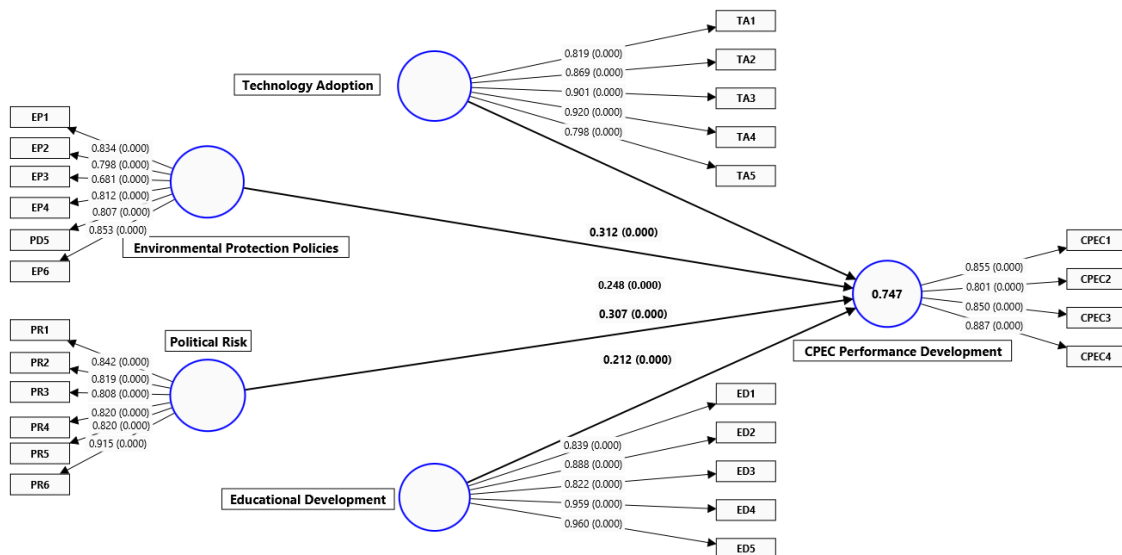 TA1
0.819 (0.000)
TA2
0.869 (0.000)
Technology Adoption
0.901 (0.000)
TA3
0.920 (0.000)
TA4
0.798 (0.000)
TA5
EP1
0.834 (0.000)
EP2
0.798 (0.000)
EP3
0.681 (0.000)
EP4
0.812 (0.000)
0.807 (0.000)
PD5
0.853 (0.000)
EP6
Environmental Protection Policies
0.312 (0.000)
0.248 (0.000)
0.307 (0.000)
0.212 (0.000)
0.747
CPEC Performance Development
CPEC1
0.855 (0.000)
CPEC2
0.801 (0.000)
0.850 (0.000)
CPEC3
0.887 (0.000)
CPEC4
PR1
Political Risk
PR2
0.842 (0.000)
0.819 (0.000)
PR3
0.808 (0.000)
PR4
0.820 (0.000)
0.820 (0.000)
PR5
0.915 (0.000)
PR6
ED1
ED2
0.839 (0.000)
0.888 (0.000)
ED3
0.822 (0.000)
Educational Development
0.959 (0.000)
ED4
0.960 (0.000)
ED5